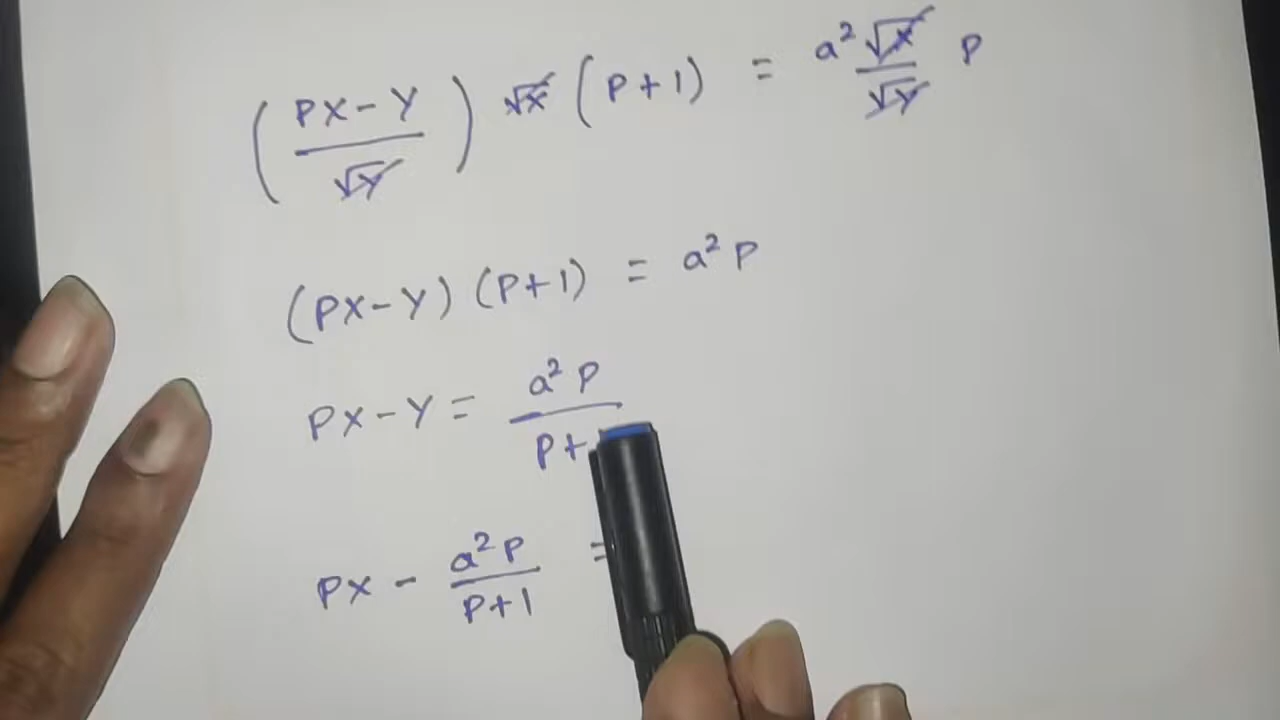 (PX - Y / √Y) √X (P + 1) = a² √X / √Y P
(PX - Y) (P + 1) = a² P
PX - Y = a² P / P +
PX - a² P / P + 1 =